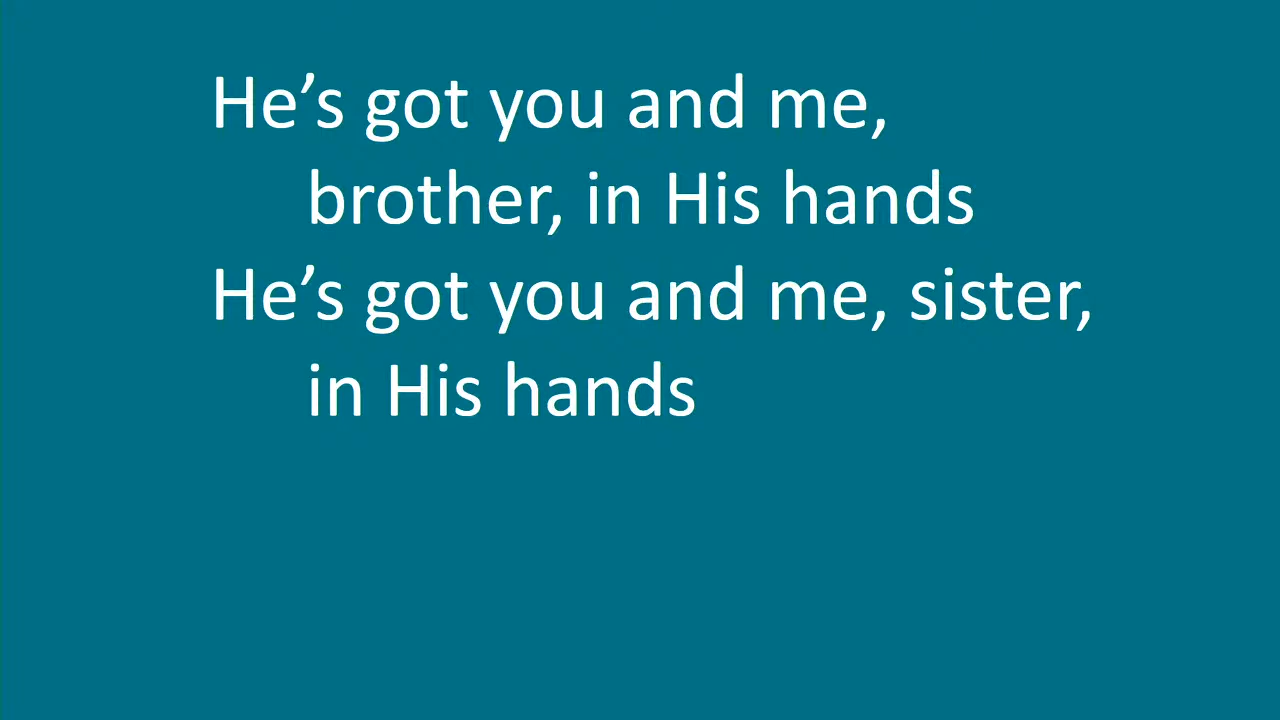 He’s got you and me,
brother, in His hands
He’s got you and me, sister,
in His hands